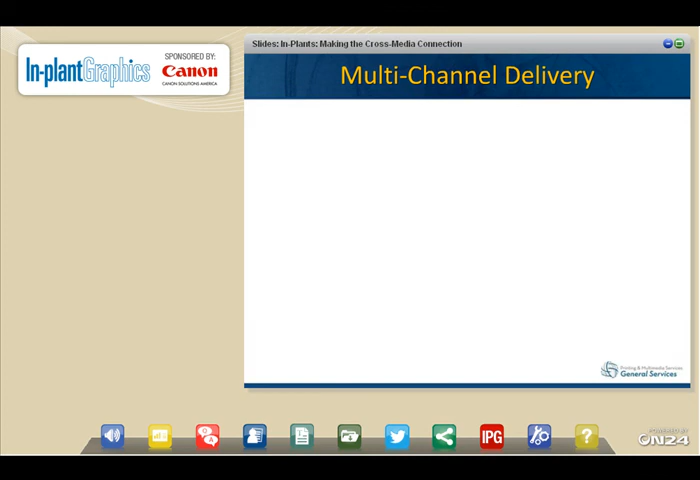 Slides: In-Plants: Making the Cross-Media Connection
In-plantGraphics
SPONSORED BY:
Canon
CANON SOLUTIONS AMERICA
Multi-Channel Delivery
Printing & Multimedia Services
General Services
Q
A
IPG
?
POWERED BY
ON24